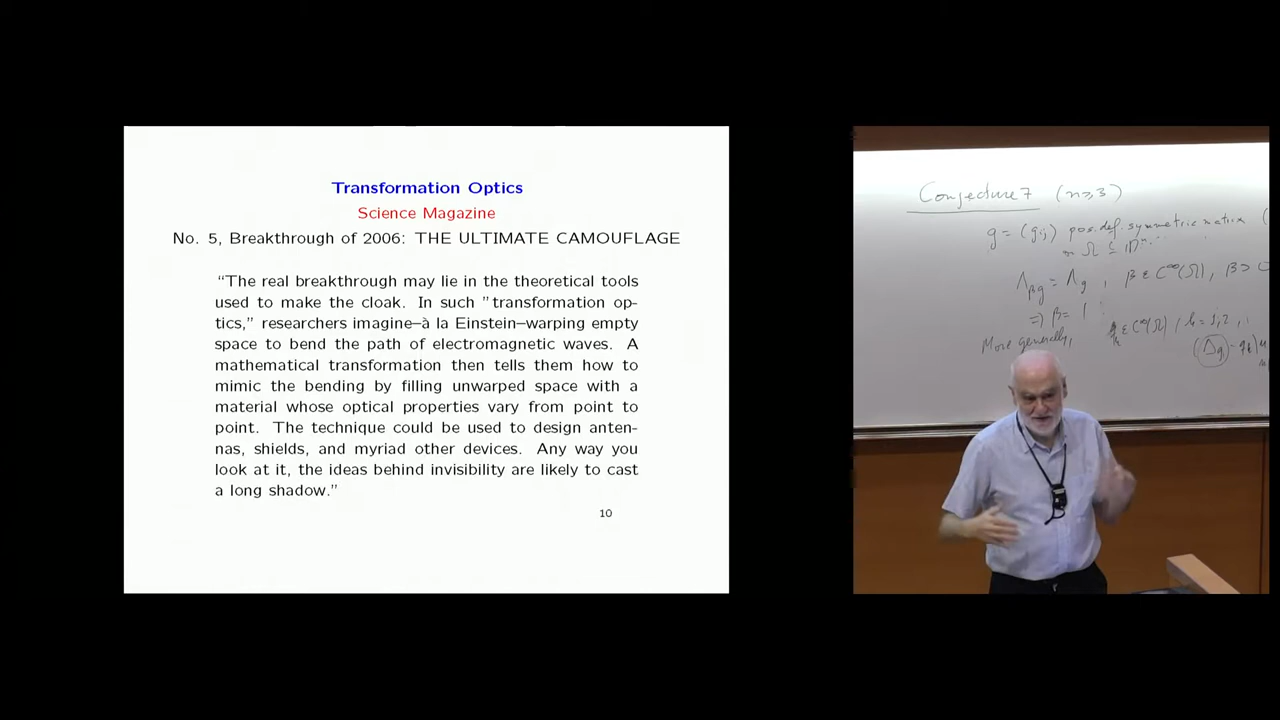 Transformation Optics
Science Magazine
No. 5, Breakthrough of 2006: THE ULTIMATE CAMOUFLAGE
“The real breakthrough may lie in the theoretical tools
used to make the cloak. In such ”transformation op-
tics,” researchers imagine–à la Einstein–warping empty
space to bend the path of electromagnetic waves. A
mathematical transformation then tells them how to
mimic the bending by filling unwarped space with a
material whose optical properties vary from point to
point. The technique could be used to design anten-
nas, shields, and myriad other devices. Any way you
look at it, the ideas behind invisibility are likely to cast
a long shadow.”
10
Conjecture 7 (n≥3)
g = (gij) pos. def. symmetric matrix
Λβg = Λg , β ∈ C∞(Ω), β > 0
⇒ β = 1
More generally,